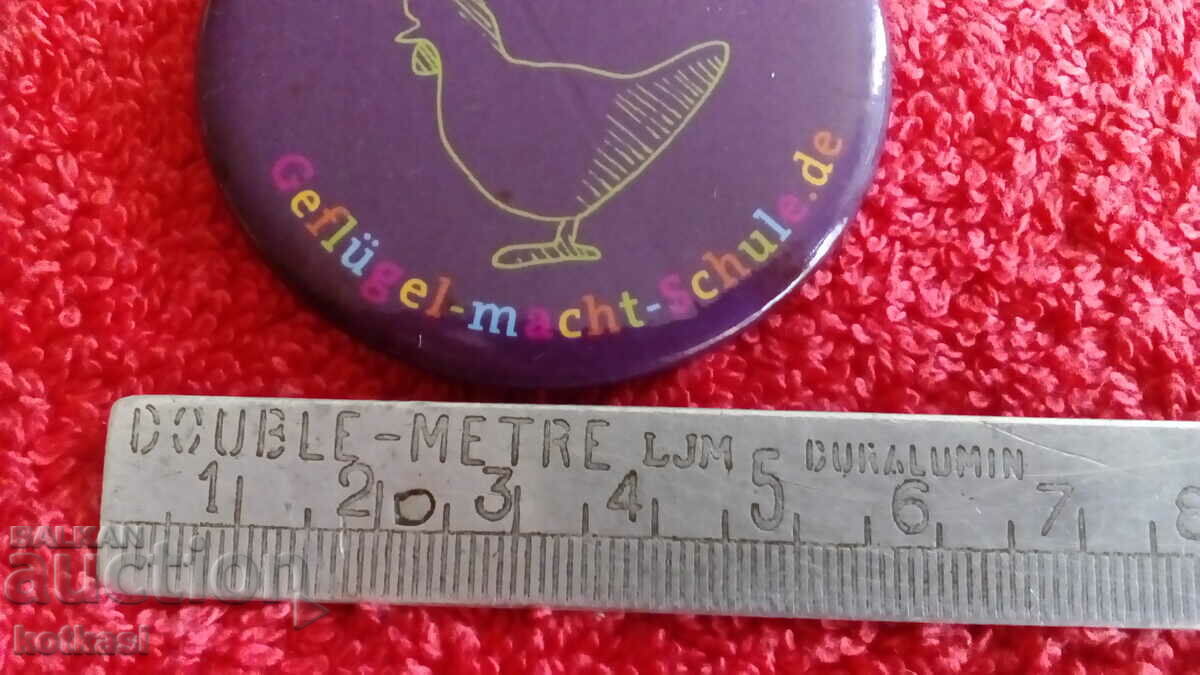 Geflügel-macht-Schule.de
DOUBLE-METRE LJM DURALUMIN
1 2 3 4 5 6 7 8
BALKAN
auction
kotkasi